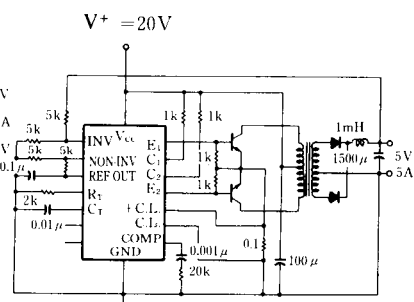 V⁺ = 20V
V
5k
1k
1k
A
5k
INV
Vcc
E₁
1mH
V
5k
5k
NON-INV
C₁
1k
1500μ
5V
0.1μ
REF OUT
C₂
5A
RT
E₂
1k
2k
CT
+C.L.
0.01μ
-C.L.
0.1
COMP
0.001μ
100μ
GND
20k